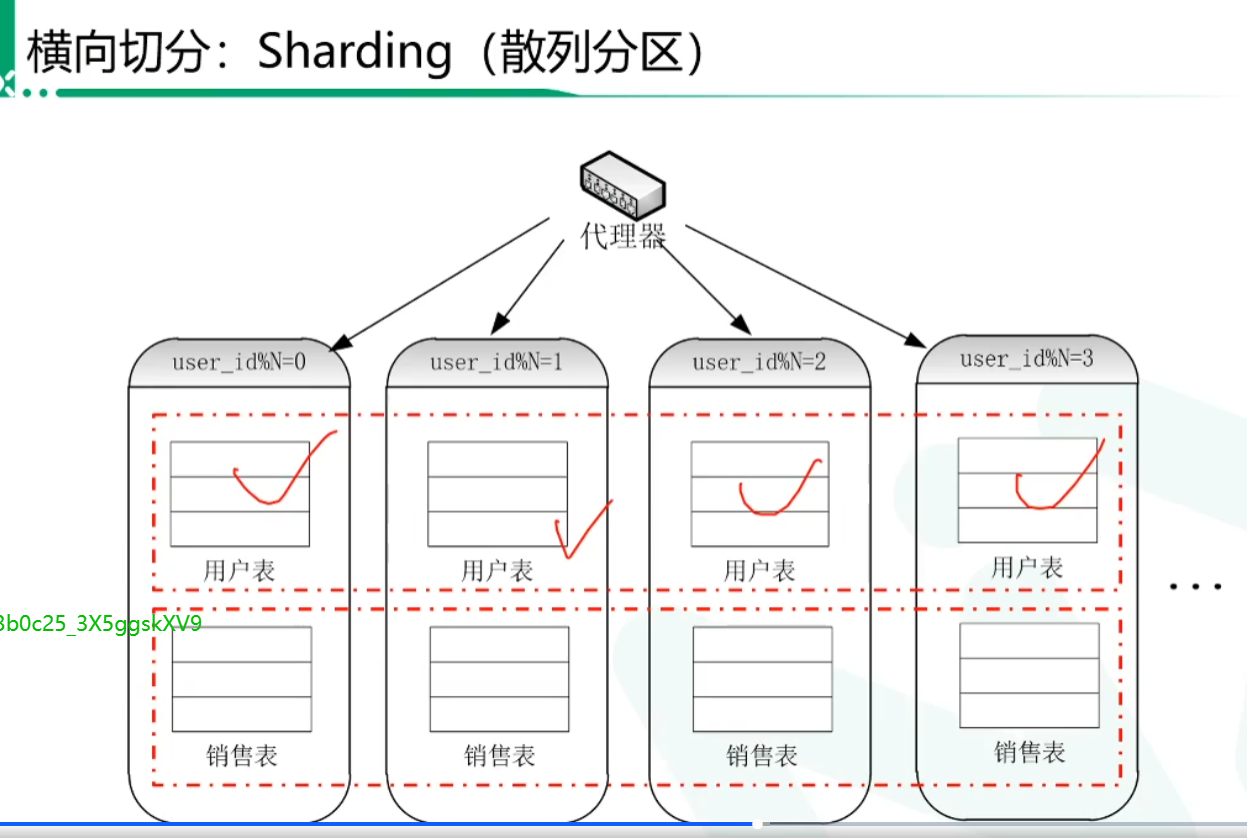 横向切分：Sharding（散列分区）
代理器
user_id%N=0
user_id%N=1
user_id%N=2
user_id%N=3
用户表
用户表
用户表
用户表
...
3b0c25_3X5ggskXV9
销售表
销售表
销售表
销售表